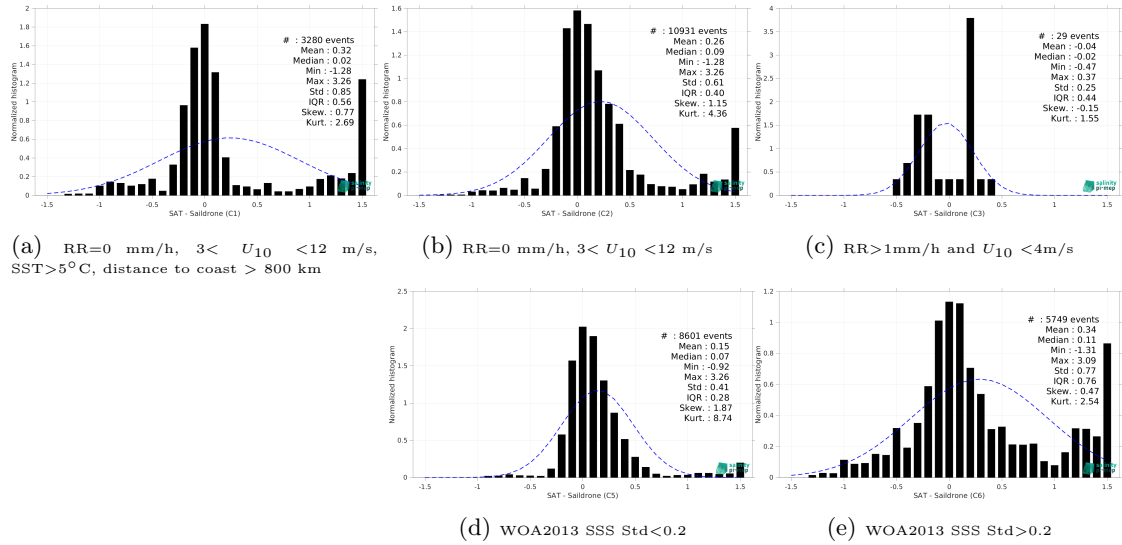 2
1.8
1.6
1.4
1.2
1
0.8
0.6
0.4
0.2
0
Normalized histogram
# : 3280 events
Mean : 0.32
Median : 0.02
Min : -1.28
Max : 3.26
Std : 0.85
IQR : 0.56
Skew. : 0.77
Kurt. : 2.69
salinity
pi-mep
-1.5 -1 -0.5 0 0.5 1 1.5
SAT - Saildrone (C1)
(a) RR=0 mm/h, 3< U10 <12 m/s,
SST>5°C, distance to coast > 800 km
1.6
1.4
1.2
1
0.8
0.6
0.4
0.2
0
Normalized histogram
# : 10931 events
Mean : 0.26
Median : 0.09
Min : -1.28
Max : 3.26
Std : 0.61
IQR : 0.40
Skew. : 1.15
Kurt. : 4.36
salinity
pi-mep
-1.5 -1 -0.5 0 0.5 1 1.5
SAT - Saildrone (C2)
(b) RR=0 mm/h, 3< U10 <12 m/s
4
3.5
3
2.5
2
1.5
1
0.5
0
Normalized histogram
# : 29 events
Mean : -0.04
Median : -0.02
Min : -0.47
Max : 0.37
Std : 0.25
IQR : 0.44
Skew. : -0.15
Kurt. : 1.55
salinity
pi-mep
-1.5 -1 -0.5 0 0.5 1 1.5
SAT - Saildrone (C3)
(c) RR>1mm/h and U10 <4m/s
2.5
2
1.5
1
0.5
0
Normalized histogram
# : 8601 events
Mean : 0.15
Median : 0.07
Min : -0.92
Max : 3.26
Std : 0.41
IQR : 0.28
Skew. : 1.87
Kurt. : 8.74
salinity
pi-mep
-1.5 -1 -0.5 0 0.5 1 1.5
SAT - Saildrone (C5)
(d) WOA2013 SSS Std<0.2
1.2
1
0.8
0.6
0.4
0.2
0
Normalized histogram
# : 5749 events
Mean : 0.34
Median : 0.11
Min : -1.31
Max : 3.09
Std : 0.77
IQR : 0.76
Skew. : 0.47
Kurt. : 2.54
salinity
pi-mep
-1.5 -1 -0.5 0 0.5 1 1.5
SAT - Saildrone (C6)
(e) WOA2013 SSS Std>0.2